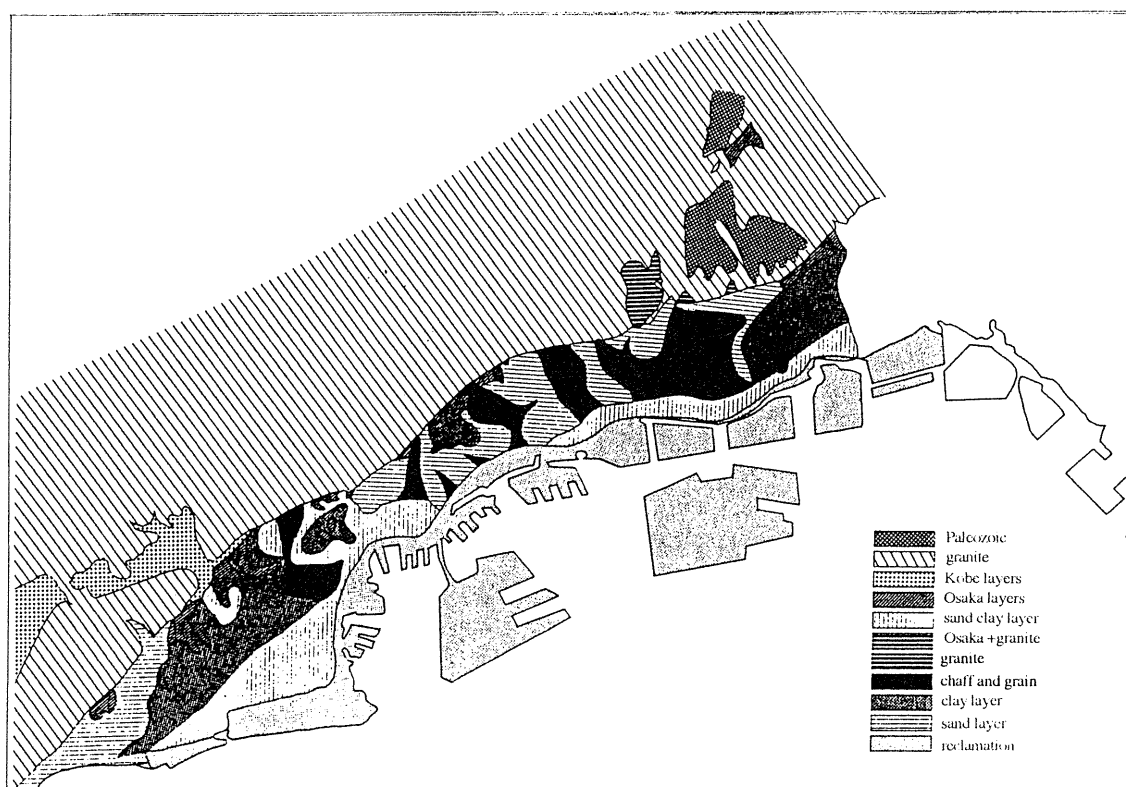 Paleozoic
granite
Kobe layers
Osaka layers
sand clay layer
Osaka +granite
granite
chaff and grain
clay layer
sand layer
reclamation